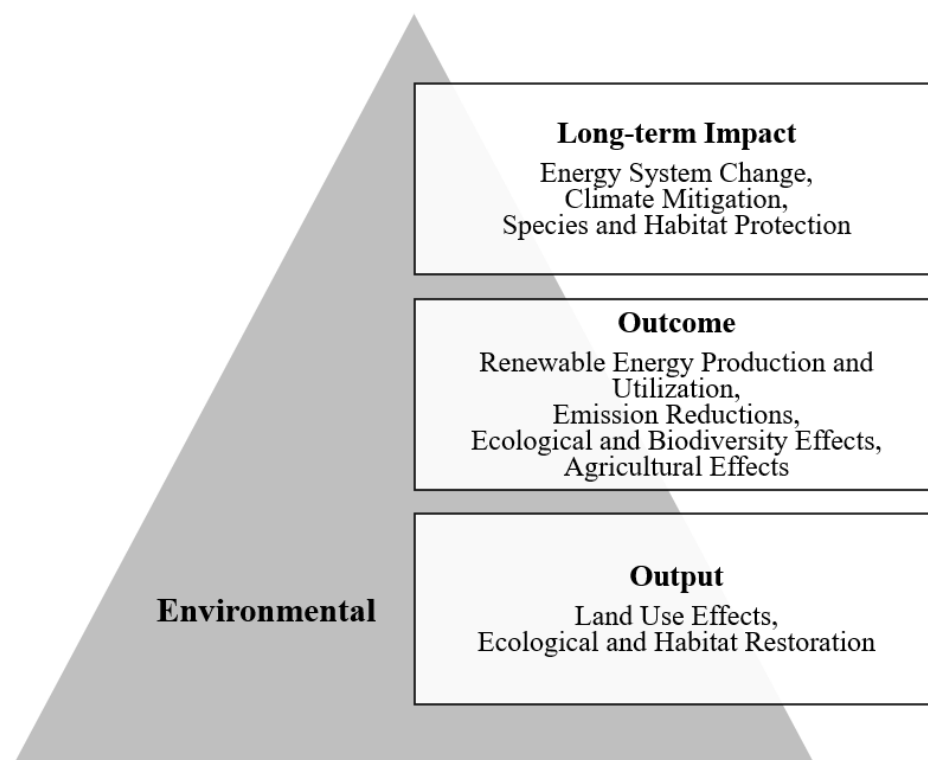 Long-term Impact
Energy System Change,
Climate Mitigation,
Species and Habitat Protection
Outcome
Renewable Energy Production and
Utilization,
Emission Reductions,
Ecological and Biodiversity Effects,
Agricultural Effects
Output
Land Use Effects,
Ecological and Habitat Restoration
Environmental